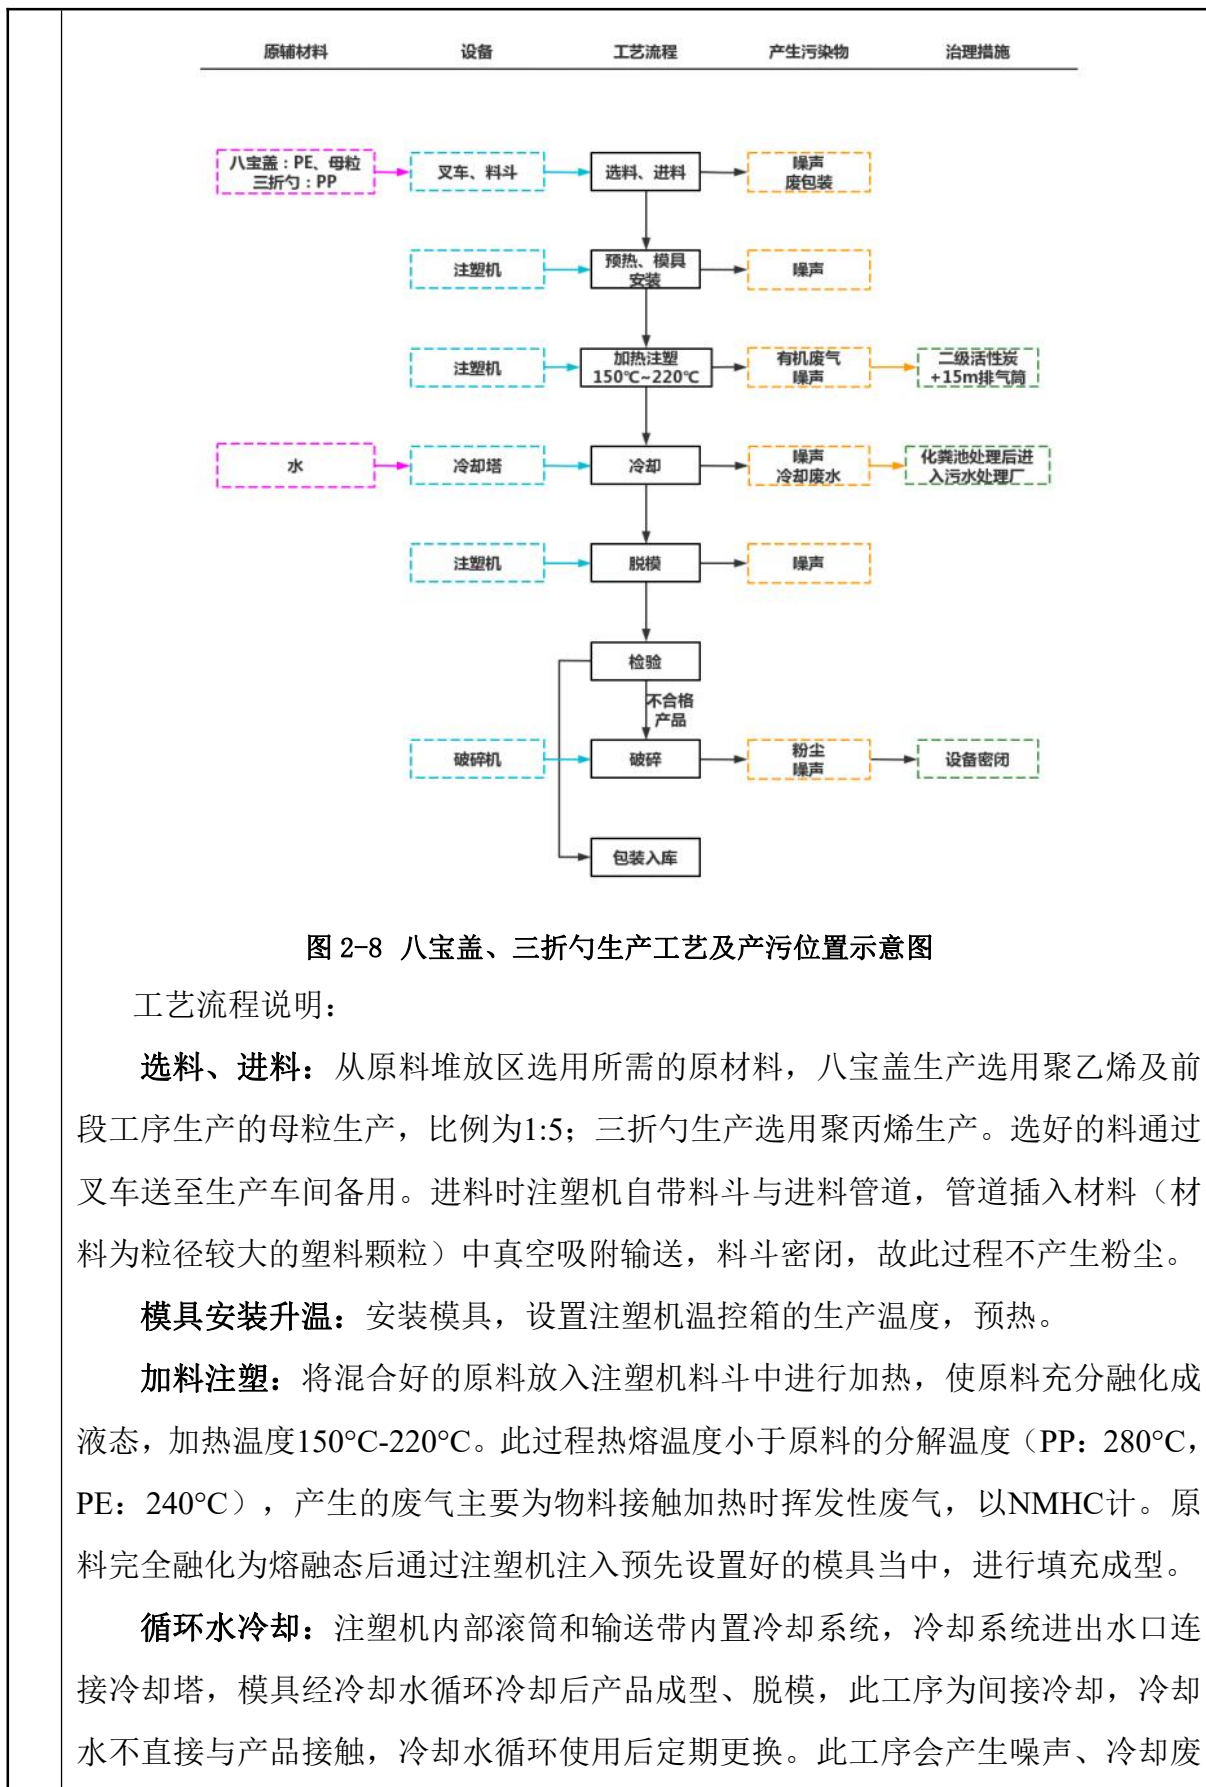 原辅材料 设备 工艺流程 产生污染物 治理措施
八宝盖：PE、母粒
三折勺：PP
叉车、料斗
选料、进料
噪声
废包装
注塑机
预热、模具
安装
噪声
注塑机
加热注塑
150℃~220℃
有机废气
噪声
二级活性炭
+15m排气筒
水
冷却塔
冷却
噪声
冷却废水
化粪池处理后进
入污水处理厂
注塑机
脱模
噪声
检验
不合格
产品
破碎机
破碎
粉尘
噪声
设备密闭
包装入库
图 2-8 八宝盖、三折勺生产工艺及产污位置示意图
工艺流程说明：
选料、进料：从原料堆放区选用所需的原材料，八宝盖生产选用聚乙烯及前
段工序生产的母粒生产，比例为1:5；三折勺生产选用聚丙烯生产。选好的料通过
叉车送至生产车间备用。进料时注塑机自带料斗与进料管道，管道插入材料（材
料为粒径较大的塑料颗粒）中真空吸附输送，料斗密闭，故此过程不产生粉尘。
模具安装升温：安装模具，设置注塑机温控箱的生产温度，预热。
加料注塑：将混合好的原料放入注塑机料斗中进行加热，使原料充分融化成
液态，加热温度150°C-220°C。此过程热熔温度小于原料的分解温度（PP：280°C，
PE：240°C），产生的废气主要为物料接触加热时挥发性废气，以NMHC计。原
料完全融化为熔融态后通过注塑机注入预先设置好的模具当中，进行填充成型。
循环水冷却：注塑机内部滚筒和输送带内置冷却系统，冷却系统进出水口连
接冷却塔，模具经冷却水循环冷却后产品成型、脱模，此工序为间接冷却，冷却
水不直接与产品接触，冷却水循环使用后定期更换。此工序会产生噪声、冷却废